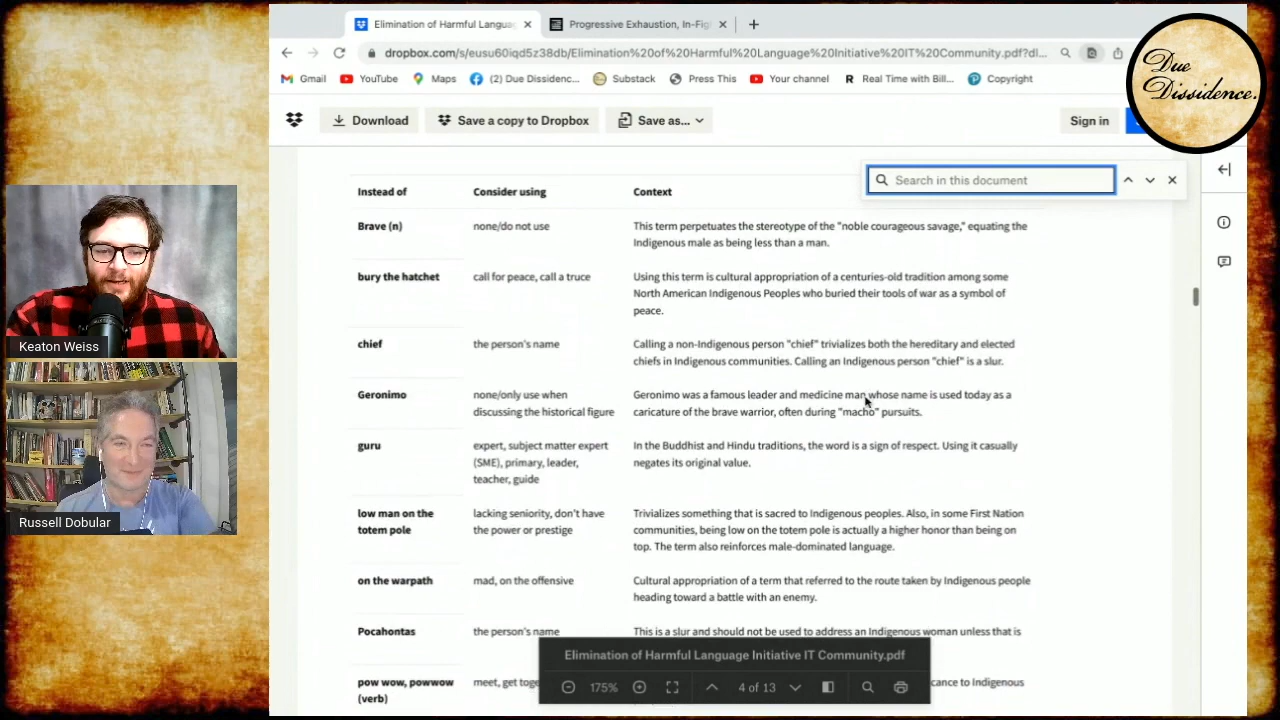 Elimination of Harmful Langua
Progressive Exhaustion, In-Fig
dropbox.com/s/eusu60iqd5z38db/Elimination%20of%20Harmful%20Language%20Initiative%20IT%20Community.pdf?dl...
Gmail
YouTube
Maps
(2) Due Dissidenc...
Substack
Press This
Your channel
Real Time with Bill...
Copyright
Due
Dissidence.
Download
Save a copy to Dropbox
Save as...
Sign in
Search in this document
Instead of
Consider using
Context
Brave (n)
none/do not use
This term perpetuates the stereotype of the "noble courageous savage," equating the
Indigenous male as being less than a man.
bury the hatchet
call for peace, call a truce
Using this term is cultural appropriation of a centuries-old tradition among some
North American Indigenous Peoples who buried their tools of war as a symbol of
peace.
chief
the person's name
Calling a non-Indigenous person "chief" trivializes both the hereditary and elected
chiefs in Indigenous communities. Calling an Indigenous person "chief" is a slur.
Geronimo
none/only use when
discussing the historical figure
Geronimo was a famous leader and medicine man whose name is used today as a
caricature of the brave warrior, often during "macho" pursuits.
guru
expert, subject matter expert
(SME), primary, leader,
teacher, guide
In the Buddhist and Hindu traditions, the word is a sign of respect. Using it casually
negates its original value.
low man on the
totem pole
lacking seniority, don't have
the power or prestige
Trivializes something that is sacred to Indigenous peoples. Also, in some First Nation
communities, being low on the totem pole is actually a higher honor than being on
top. The term also reinforces male-dominated language.
on the warpath
mad, on the offensive
Cultural appropriation of a term that referred to the route taken by Indigenous people
heading toward a battle with an enemy.
Pocahontas
the person's name
This is a slur and should not be used to address an Indigenous woman unless that is
pow wow, powwow
(verb)
meet, get toge
cance to Indigenous
Elimination of Harmful Language Initiative IT Community.pdf
175%
4 of 13
Keaton Weiss
Russell Dobular